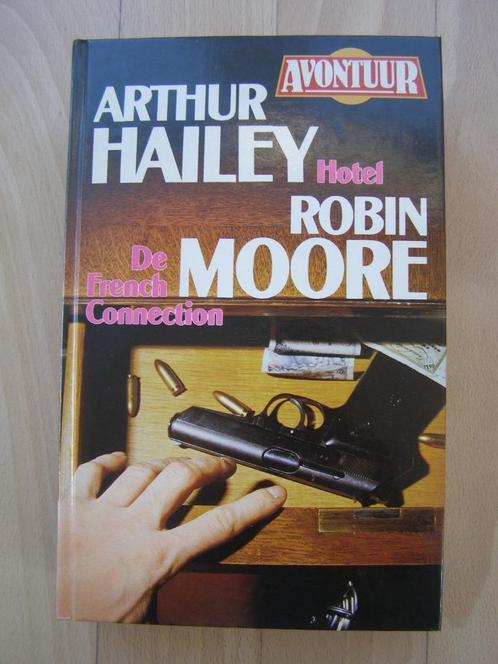 AVONTUUR
ARTHUR
HAILEY
Hotel
ROBIN
MOORE
De
French
Connection